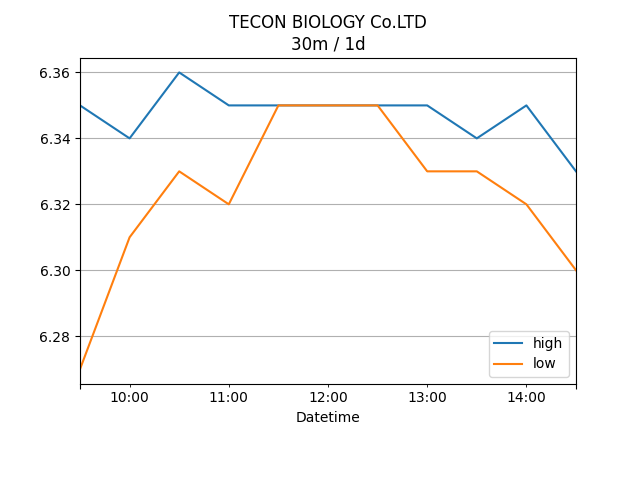 TECON BIOLOGY Co.LTD
30m / 1d
6.36
6.34
6.32
6.30
6.28
high
low
10:00 11:00 12:00 13:00 14:00
Datetime